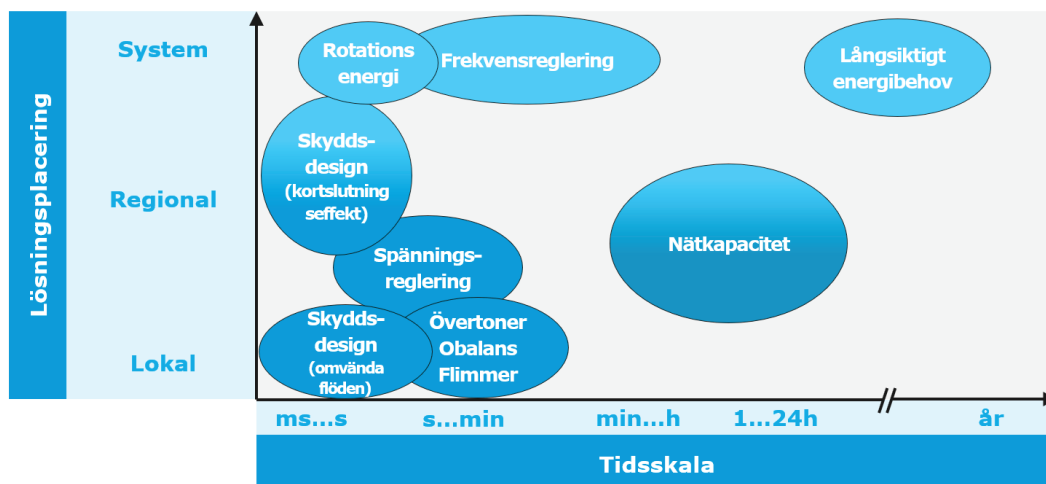 Lösningsplacering
System
Regional
Lokal
Rotations
energi
Frekvensreglering
Långsiktigt
energibehov
Skydds-
design
(kortslutning
seffekt)
Nätkapacitet
Spännings-
reglering
Skydds-
design
(omvända
flöden)
Övertoner
Obalans
Flimmer
ms...s
s...min
min...h
1...24h
år
Tidsskala